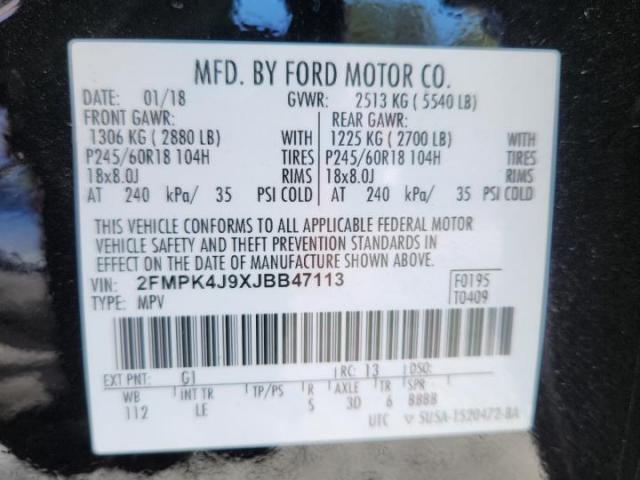 MFD. BY FORD MOTOR CO.
DATE: 01/18 GVWR: 2513 KG ( 5540 LB)
FRONT GAWR: REAR GAWR:
1306 KG ( 2880 LB) WITH 1225 KG ( 2700 LB) WITH
P245/60R18 104H TIRES P245/60R18 104H TIRES
18x8.0J RIMS 18x8.0J RIMS
AT 240 kPa/ 35 PSI COLD AT 240 kPa/ 35 PSI COLD
THIS VEHICLE CONFORMS TO ALL APPLICABLE FEDERAL MOTOR
VEHICLE SAFETY AND THEFT PREVENTION STANDARDS IN
EFFECT ON THE DATE OF MANUFACTURE SHOWN ABOVE.
VIN: 2FMPK4J9XJBB47113 F0195
TYPE: MPV T0409
EXT PNT: G1 RC: 13 DSO:
WB INT TR TP/PS R AXLE TR SPR
112 LE S 3D 6 BBBB
UTC ▽ 5USA-1520472-BA